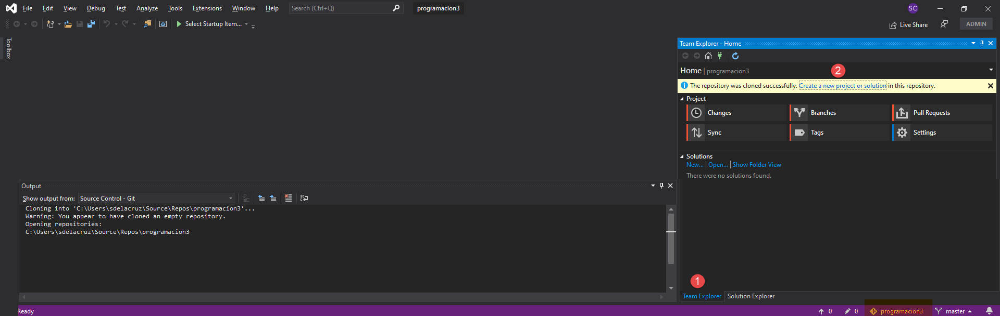 File Edit View Debug Test Analyze Tools Extensions Window Help Search (Ctrl+Q) programacion3 SC
Select Startup Item... Live Share ADMIN
Toolbox
Team Explorer - Home
Home | programacion3
2
The repository was cloned successfully. Create a new project or solution in this repository.
Project
Changes Branches Pull Requests
Sync Tags Settings
Solutions
New... | Open... | Show Folder View
There were no solutions found.
Output
Show output from: Source Control - Git
Cloning into 'C:\Users\sdelacruz\Source\Repos\programacion3'...
Warning: You appear to have cloned an empty repository.
Opening repositories:
C:\Users\sdelacruz\Source\Repos\programacion3
1
Team Explorer Solution Explorer
Ready 0 0 programacion3 master